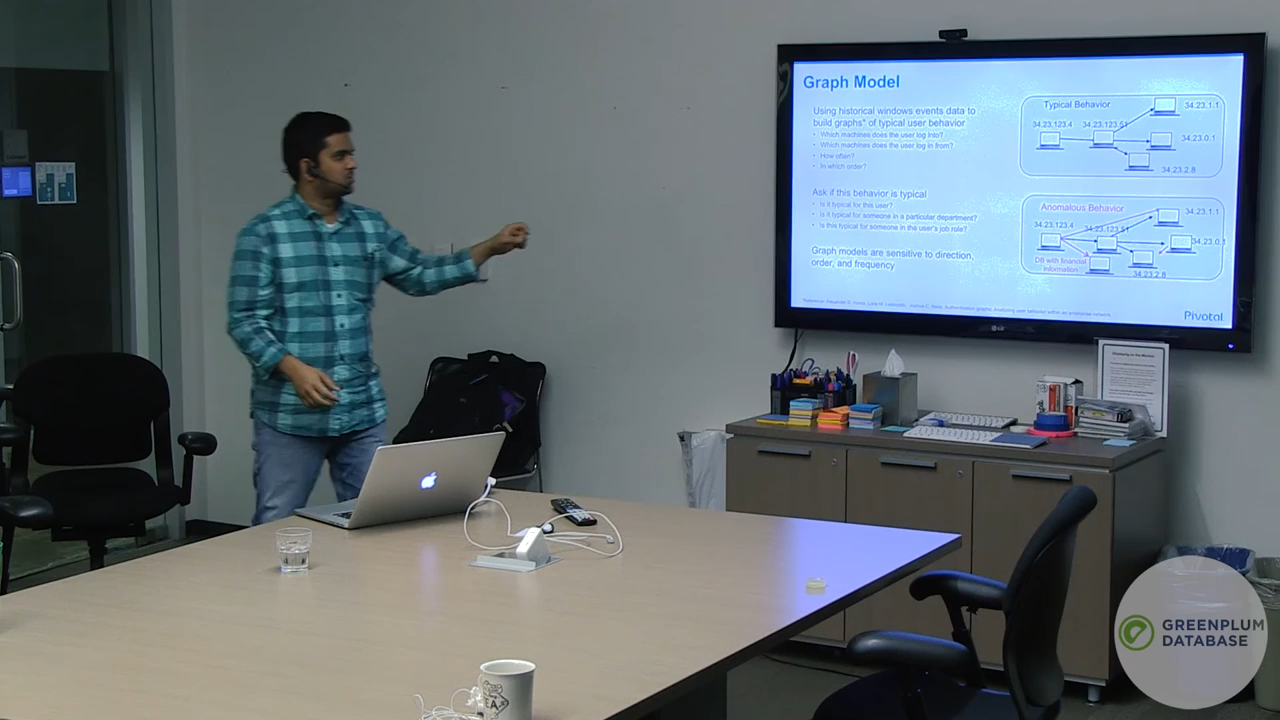 Graph Model
Using historical windows events data to
build graphs* of typical user behavior
Which machines does the user log into?
Which machines does the user log in from?
How often?
In which order?
Ask if this behavior is typical
Is it typical for this user?
Is it typical for someone in a particular department?
Is this typical for someone in the user's job role?
Graph models are sensitive to direction,
order, and frequency
Typical Behavior
34.23.1.1
34.23.123.4 34.23.123.51
34.23.0.1
34.23.2.8
Anomalous Behavior
34.23.1.1
34.23.123.4
34.23.123.51
34.23.0.1
DB with financial
information
34.23.2.8
Pivotal
LG
GREENPLUM
DATABASE